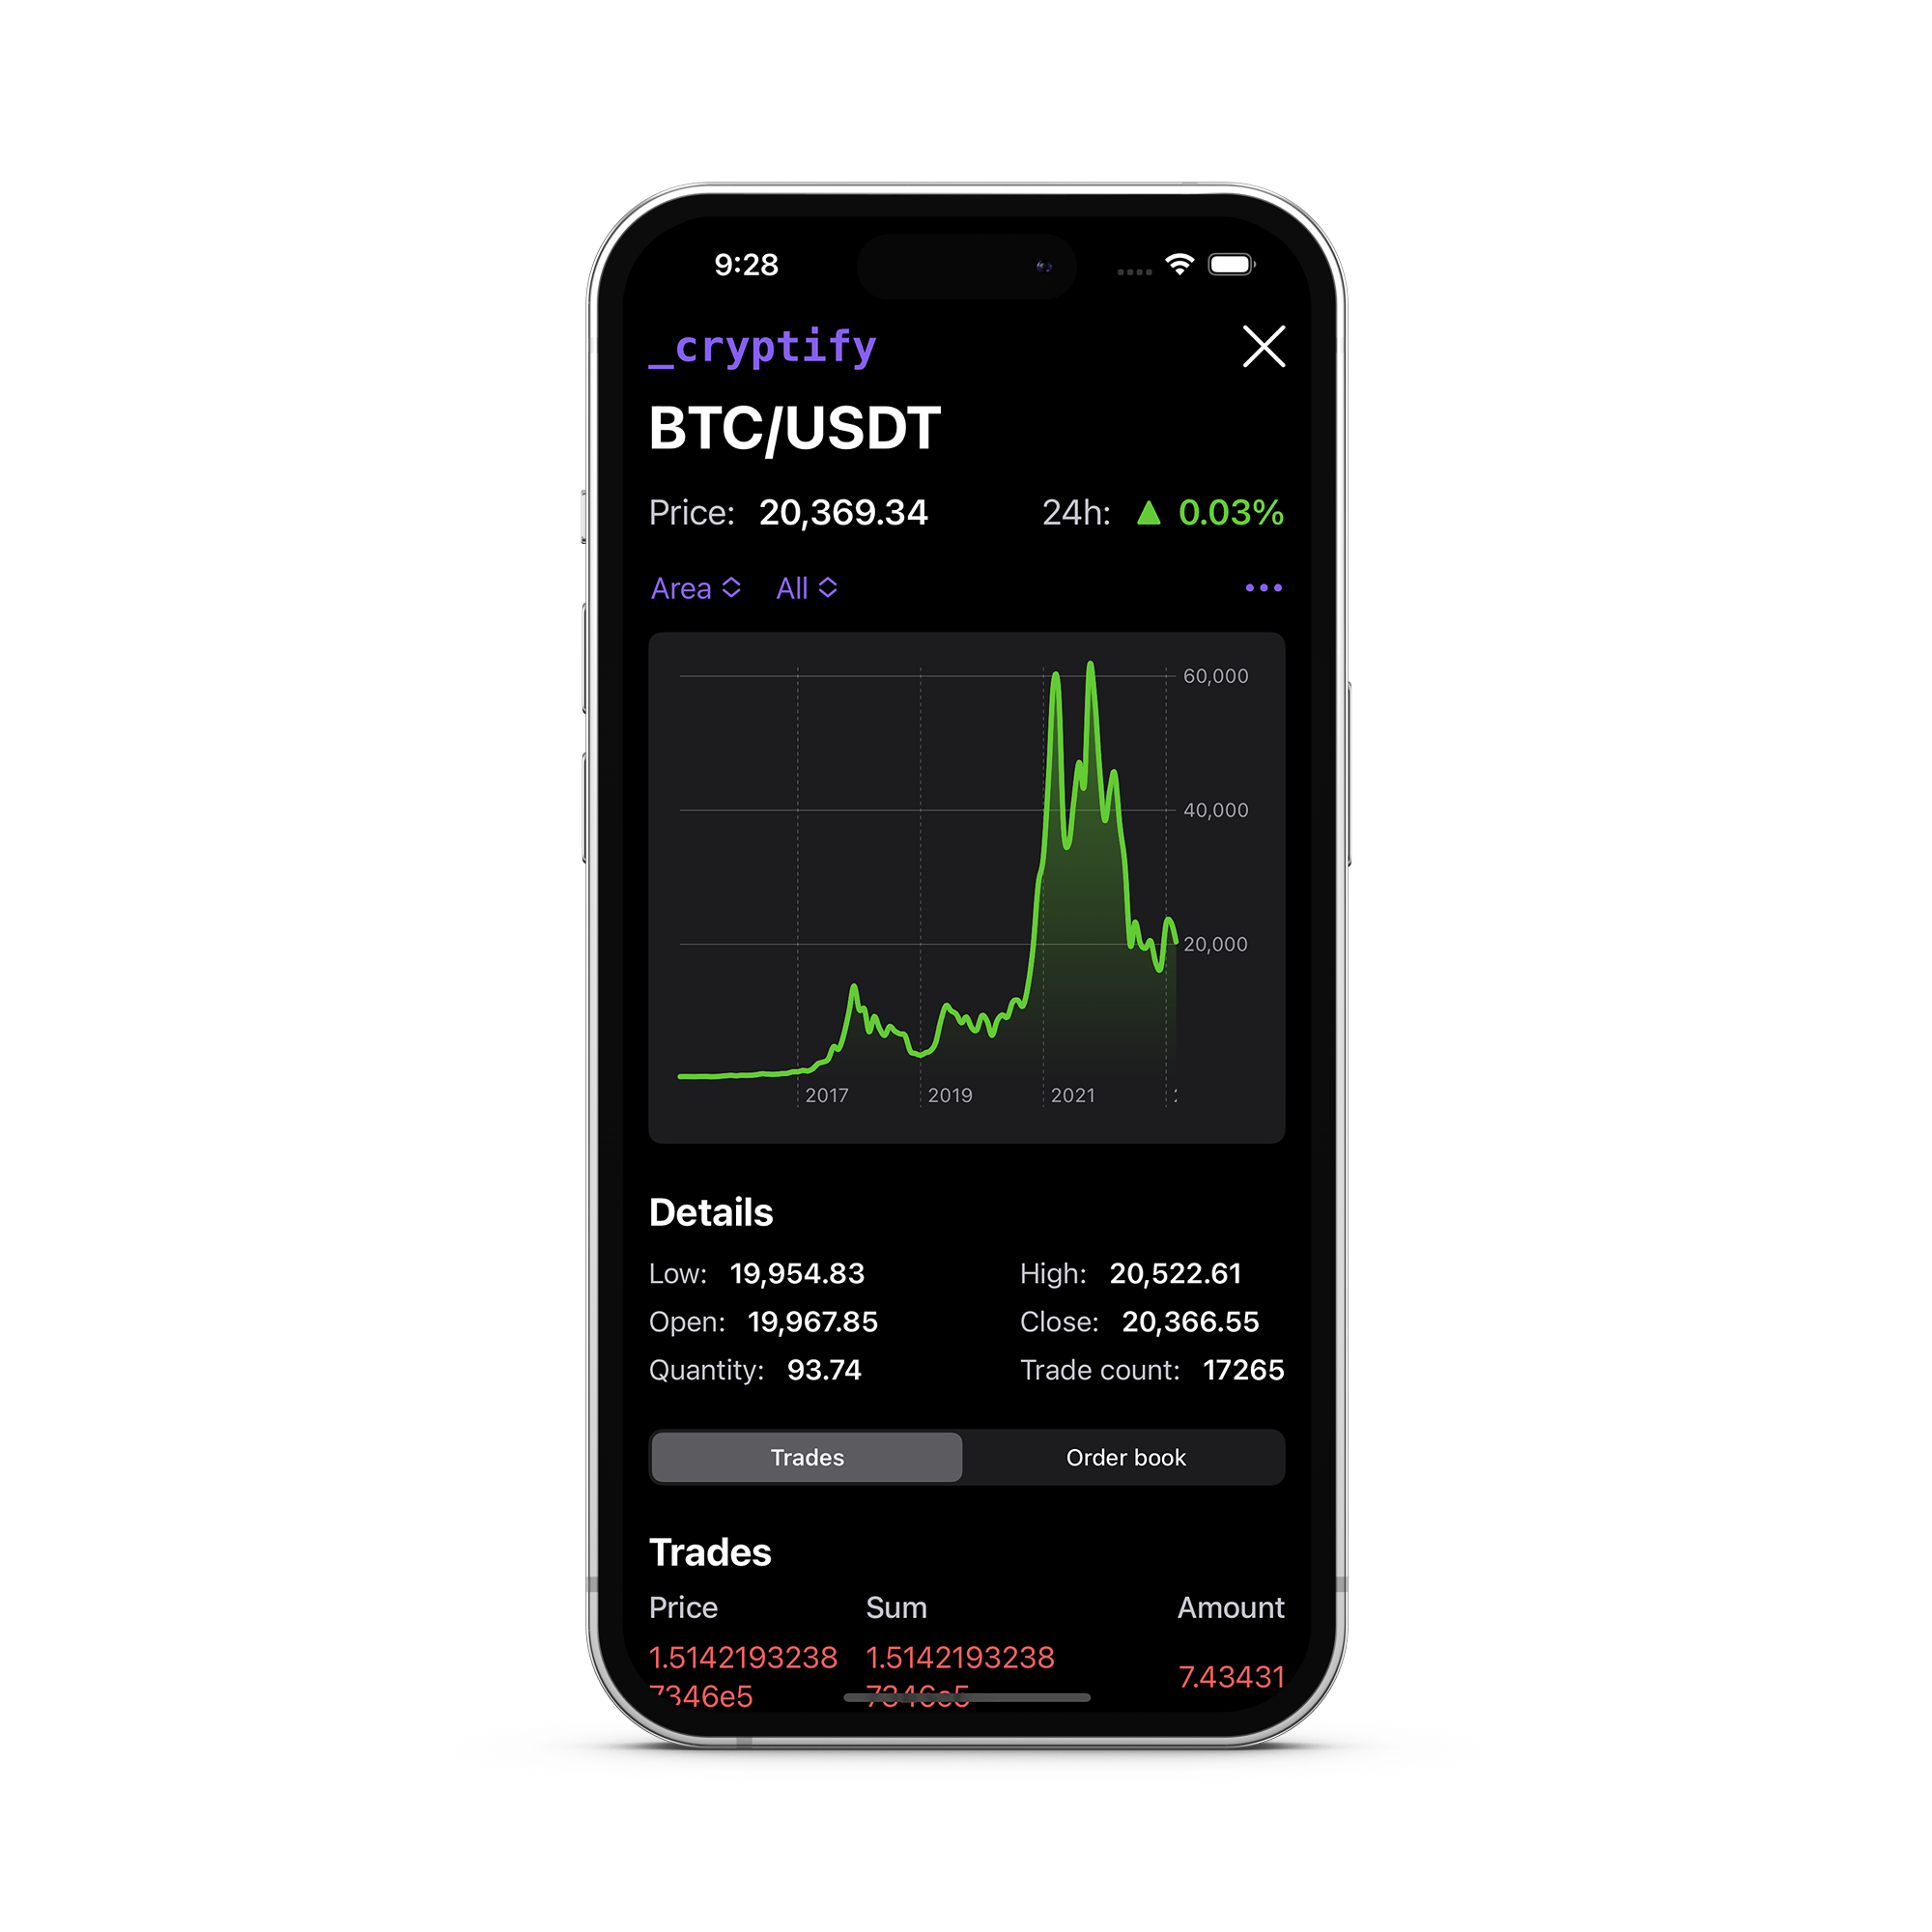 9:28
_cryptify
BTC/USDT
Price: 20,369.34 24h: ▲ 0.03%
Area All
60,000
40,000
20,000
2017 2019 2021
Details
Low: 19,954.83 High: 20,522.61
Open: 19,967.85 Close: 20,366.55
Quantity: 93.74 Trade count: 17265
Trades Order book
Trades
Price Sum Amount
1.5142193238 1.5142193238 7.43431
7346e5 7346e5